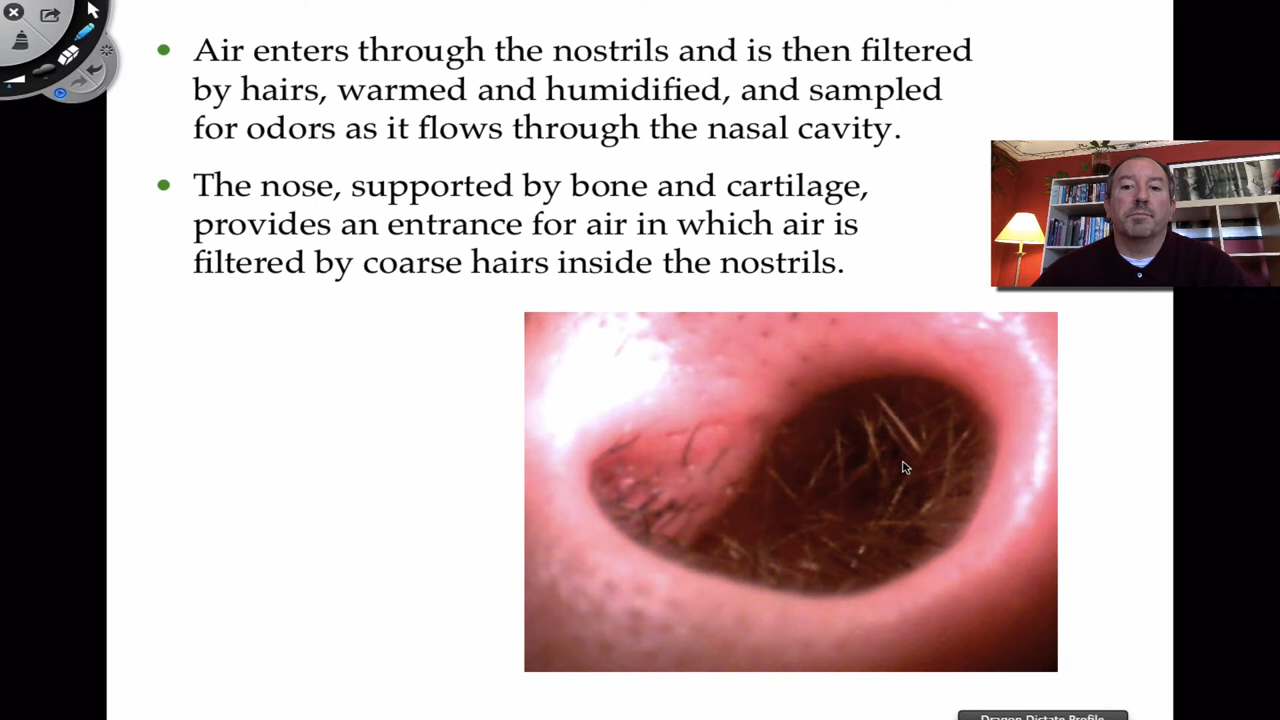 • Air enters through the nostrils and is then filtered
by hairs, warmed and humidified, and sampled
for odors as it flows through the nasal cavity.
• The nose, supported by bone and cartilage,
provides an entrance for air in which air is
filtered by coarse hairs inside the nostrils.
Dragon Dictate Profile